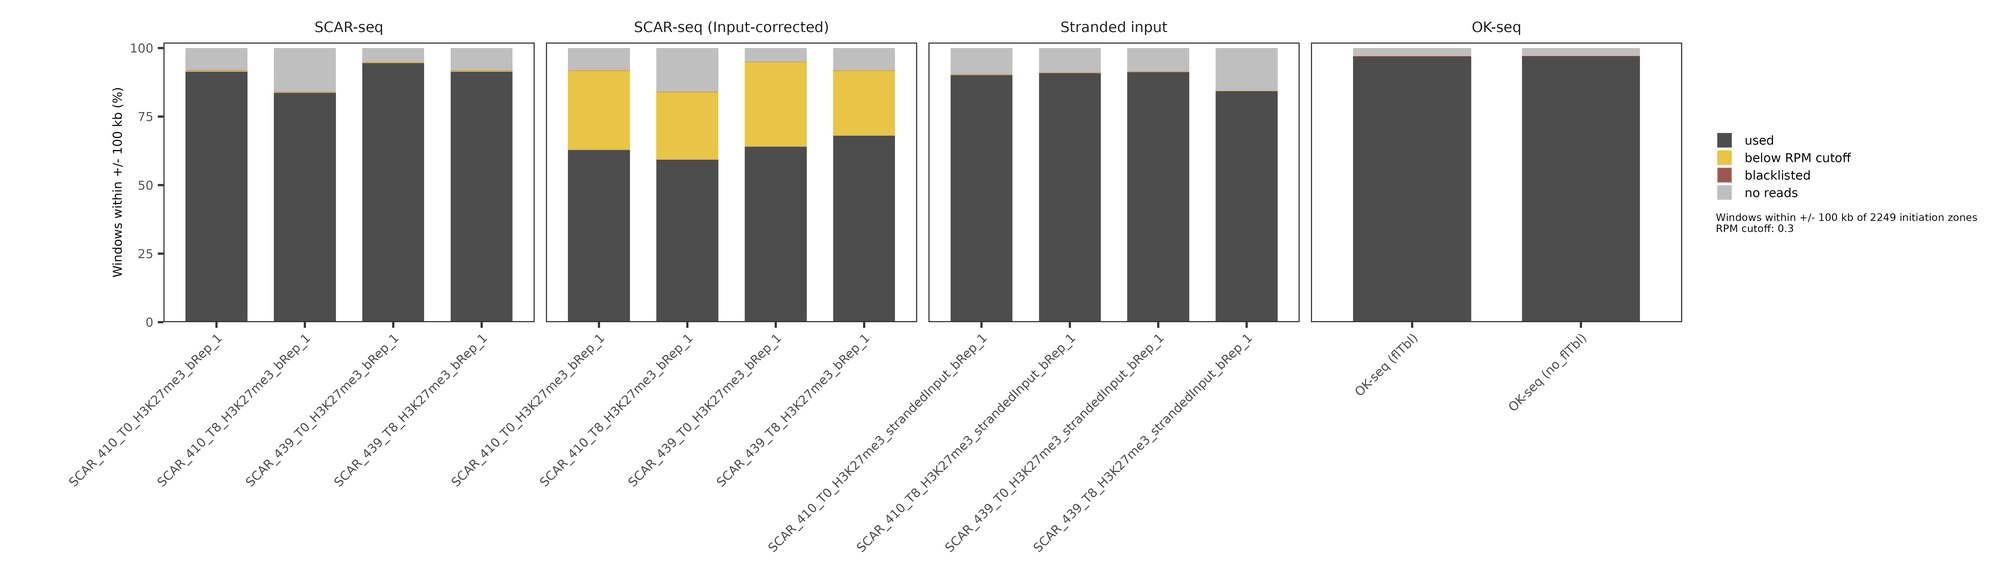 SCAR-seq
SCAR-seq (Input-corrected)
Stranded input
OK-seq
Windows within +/- 100 kb (%)
100
75
50
25
0
SCAR_410_T0_H3K27me3_bRep_1
SCAR_410_T8_H3K27me3_bRep_1
SCAR_439_T0_H3K27me3_bRep_1
SCAR_439_T8_H3K27me3_bRep_1
SCAR_410_T0_H3K27me3_bRep_1
SCAR_410_T8_H3K27me3_bRep_1
SCAR_439_T0_H3K27me3_bRep_1
SCAR_439_T8_H3K27me3_bRep_1
SCAR_410_T0_H3K27me3_strandedInput_bRep_1
SCAR_410_T8_H3K27me3_strandedInput_bRep_1
SCAR_439_T0_H3K27me3_strandedInput_bRep_1
SCAR_439_T8_H3K27me3_strandedInput_bRep_1
OK-seq (flTbl)
OK-seq (no_flTbl)
used
below RPM cutoff
blacklisted
no reads
Windows within +/- 100 kb of 2249 initiation zones
RPM cutoff: 0.3